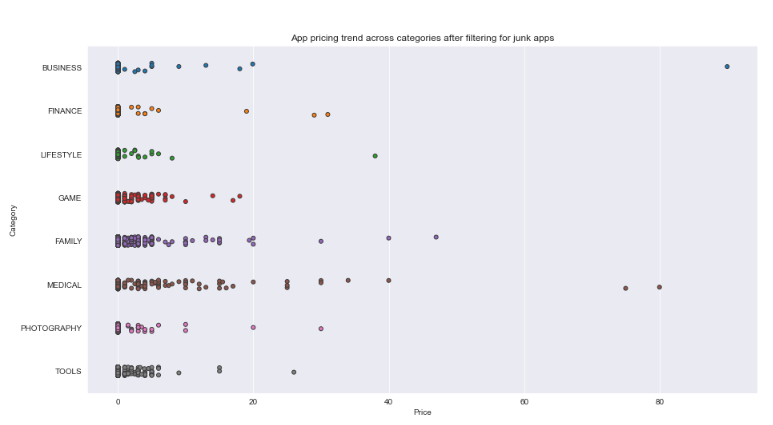 App pricing trend across categories after filtering for junk apps
BUSINESS
FINANCE
LIFESTYLE
GAME
FAMILY
MEDICAL
PHOTOGRAPHY
TOOLS
Category
0 20 40 60 80
Price